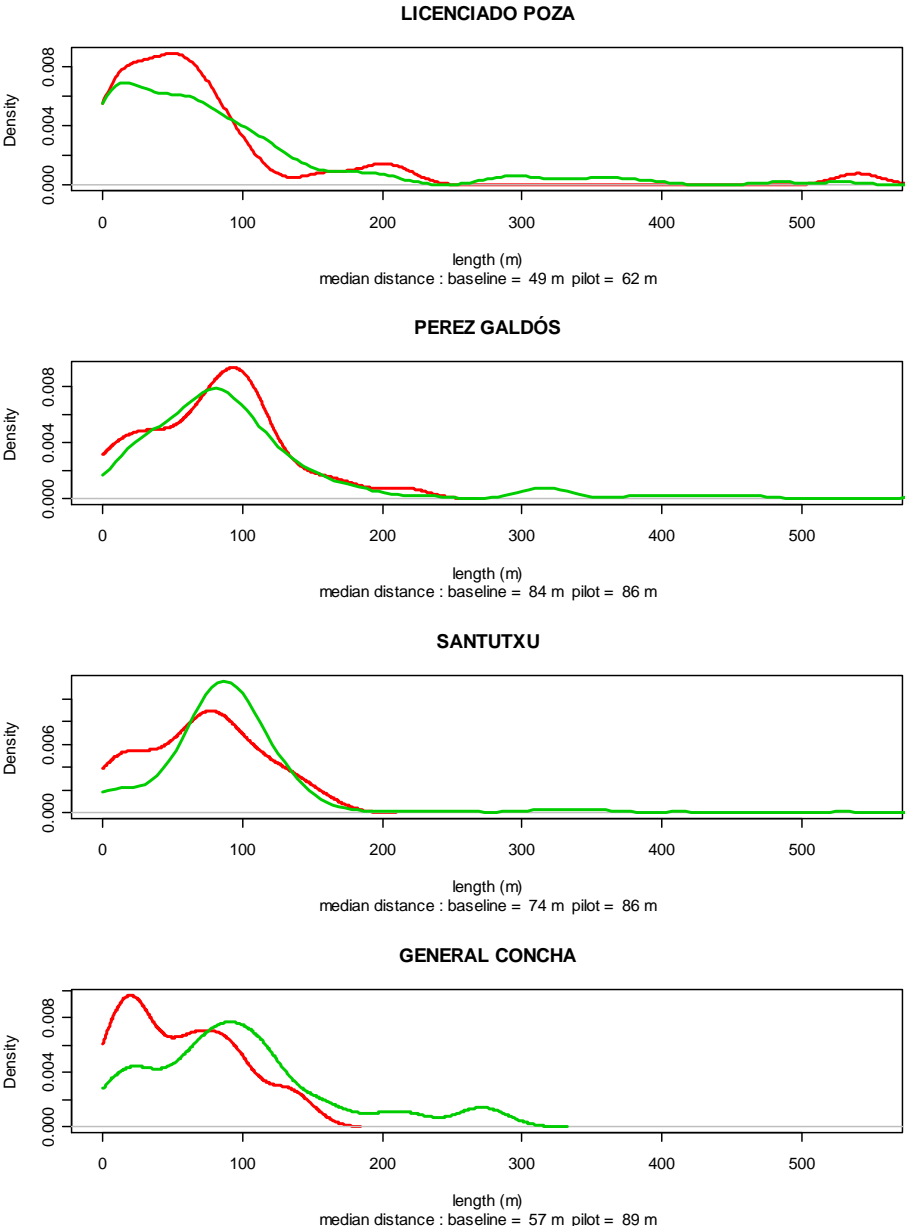 LICENCIADO POZA
Density
0.000 0.004 0.008
0 100 200 300 400 500
length (m)
median distance : baseline = 49 m pilot = 62 m
PEREZ GALDÓS
Density
0.000 0.004 0.008
0 100 200 300 400 500
length (m)
median distance : baseline = 84 m pilot = 86 m
SANTUTXU
Density
0.000 0.006
0 100 200 300 400 500
length (m)
median distance : baseline = 74 m pilot = 86 m
GENERAL CONCHA
Density
0.000 0.004 0.008
0 100 200 300 400 500
length (m)
median distance : baseline = 57 m pilot = 89 m